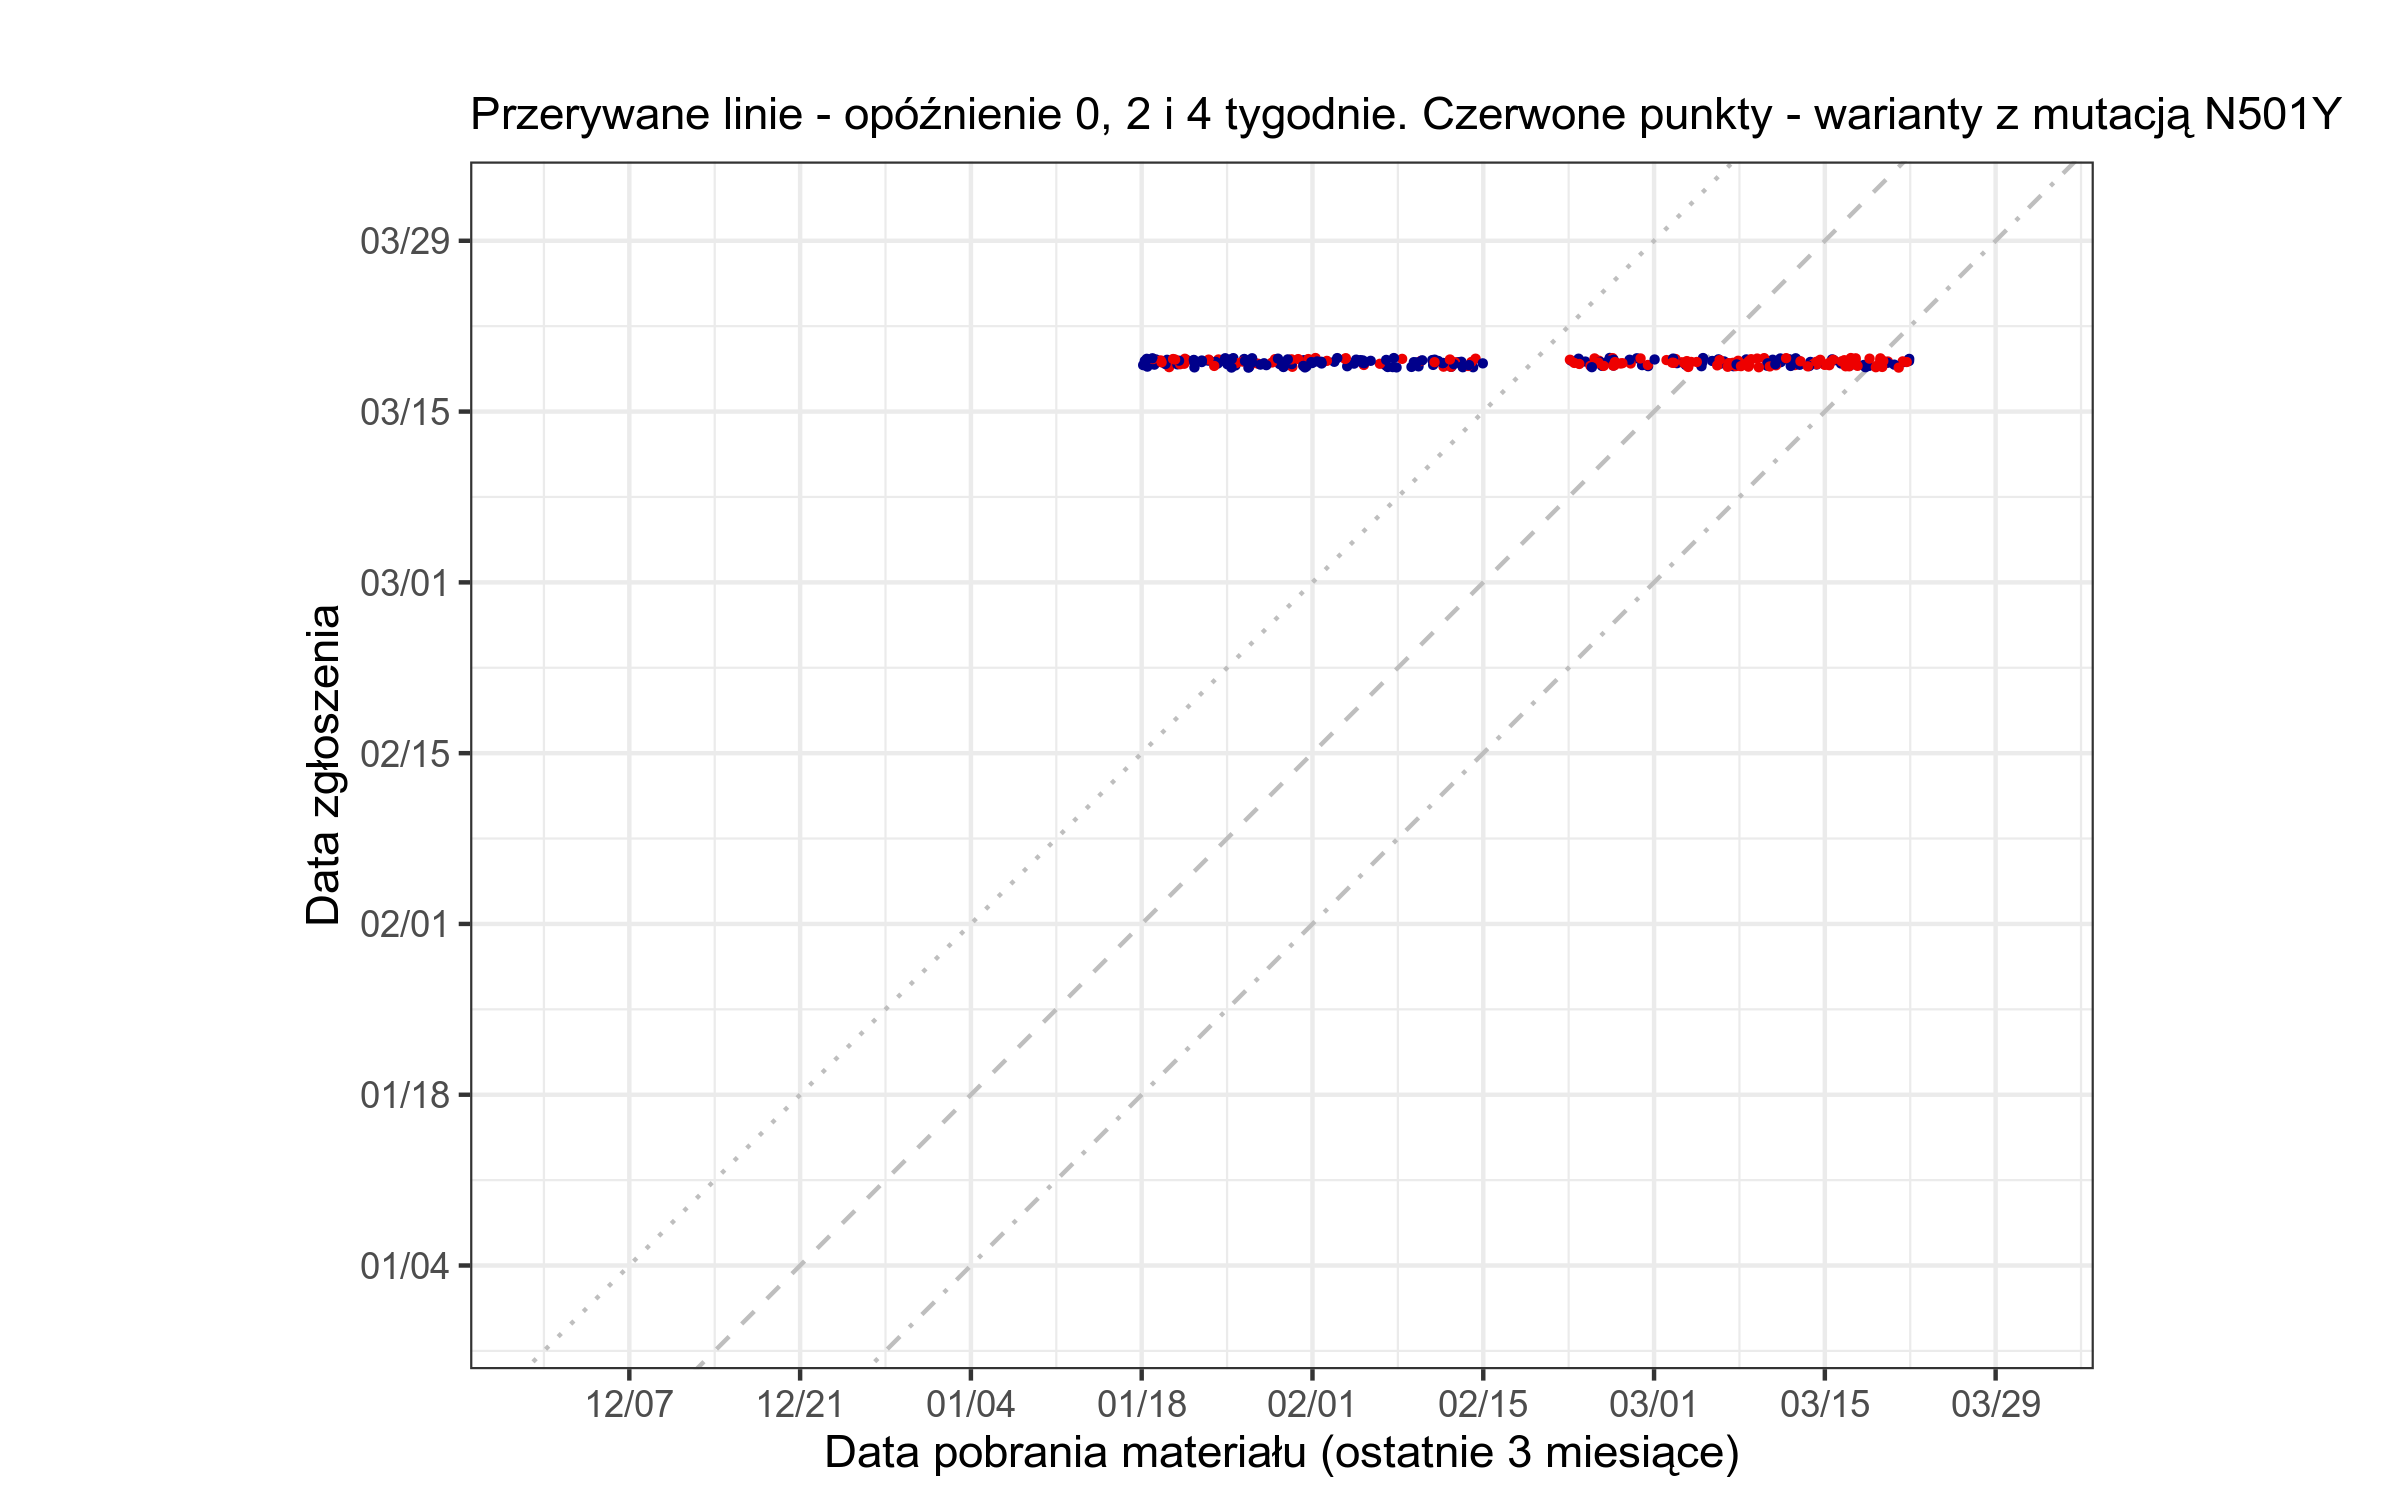 Przerywane linie - opóźnienie 0, 2 i 4 tygodnie. Czerwone punkty - warianty z mutacją N501Y
03/29
03/15
03/01
02/15
02/01
01/18
01/04
Data zgłoszenia
12/07 12/21 01/04 01/18 02/01 02/15 03/01 03/15 03/29
Data pobrania materiału (ostatnie 3 miesiące)